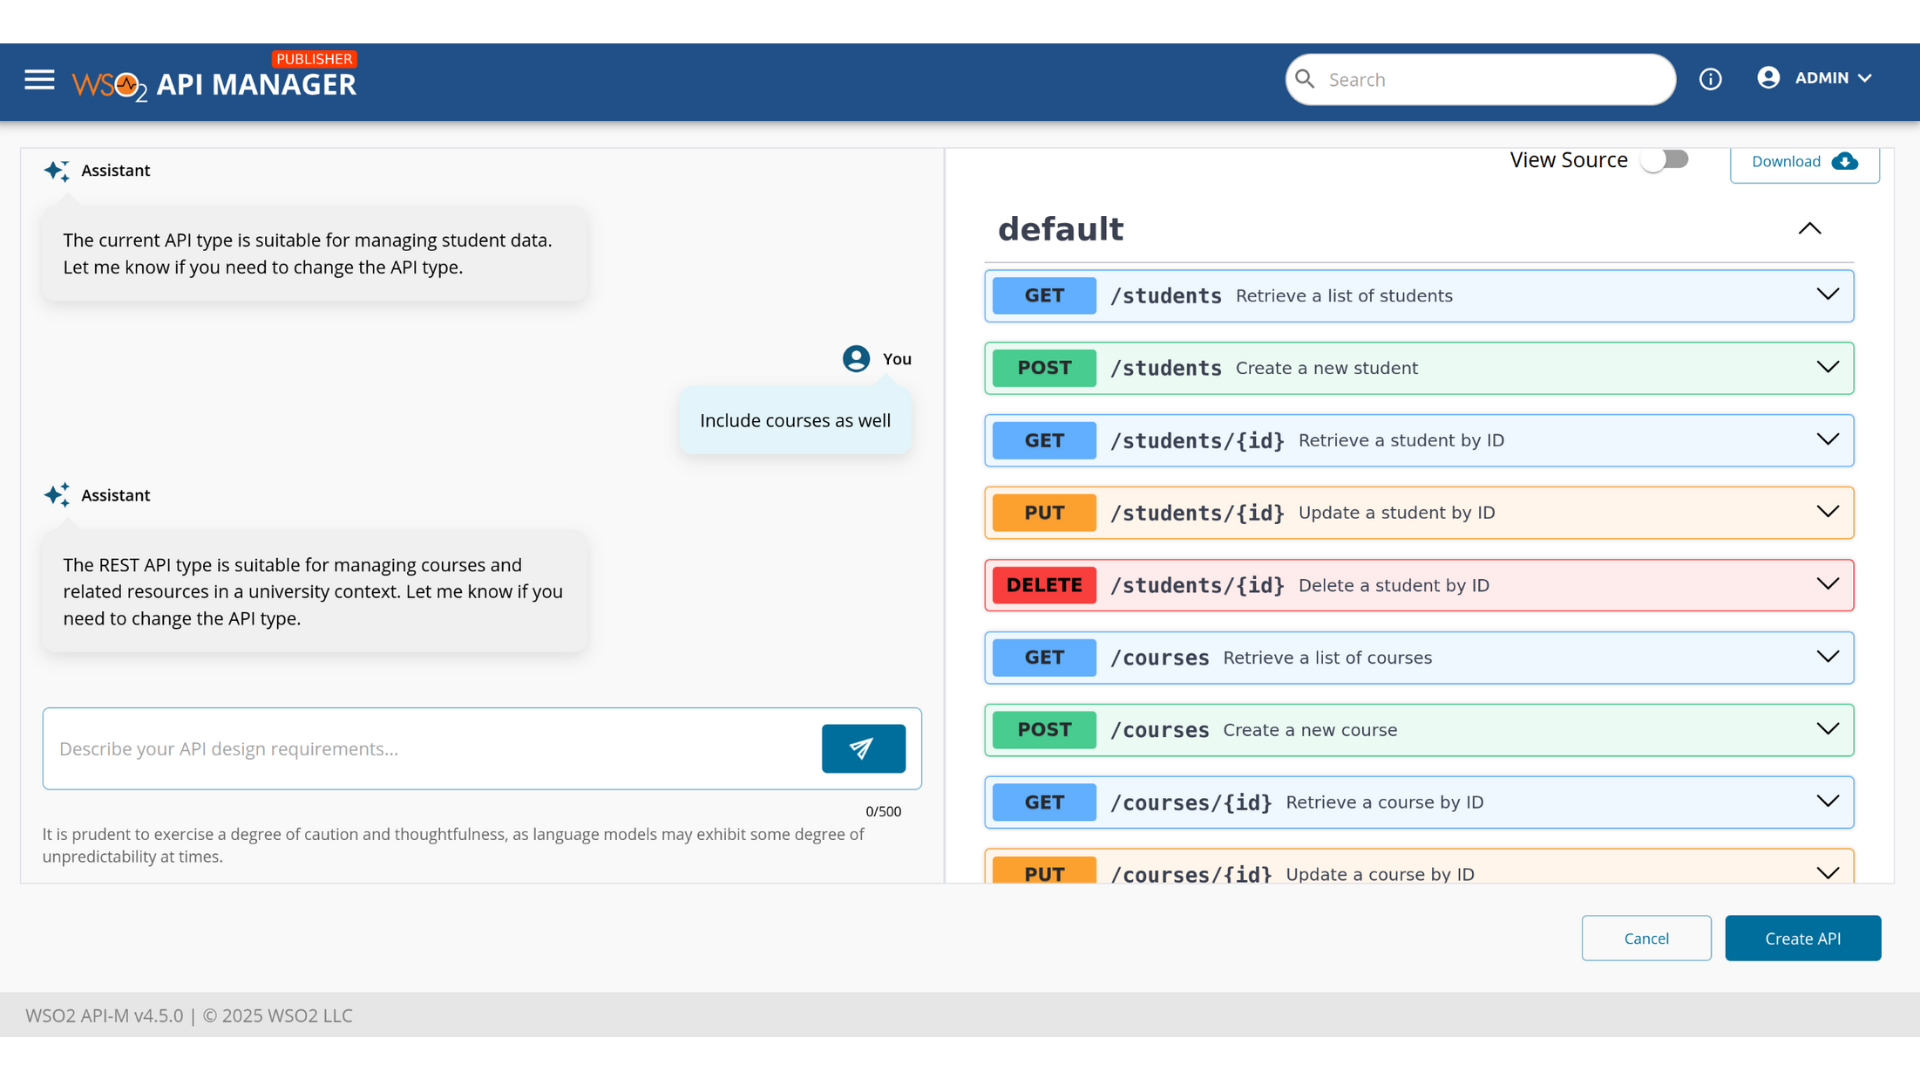 PUBLISHER
WSO2 API MANAGER
Search
ADMIN
Assistant
The current API type is suitable for managing student data.
Let me know if you need to change the API type.
You
Include courses as well
Assistant
The REST API type is suitable for managing courses and
related resources in a university context. Let me know if you
need to change the API type.
Describe your API design requirements...
0/500
It is prudent to exercise a degree of caution and thoughtfulness, as language models may exhibit some degree of
unpredictability at times.
View Source
Download
default
GET /students Retrieve a list of students
POST /students Create a new student
GET /students/{id} Retrieve a student by ID
PUT /students/{id} Update a student by ID
DELETE /students/{id} Delete a student by ID
GET /courses Retrieve a list of courses
POST /courses Create a new course
GET /courses/{id} Retrieve a course by ID
PUT /courses/{id} Update a course by ID
Cancel
Create API
WSO2 API-M v4.5.0 | © 2025 WSO2 LLC